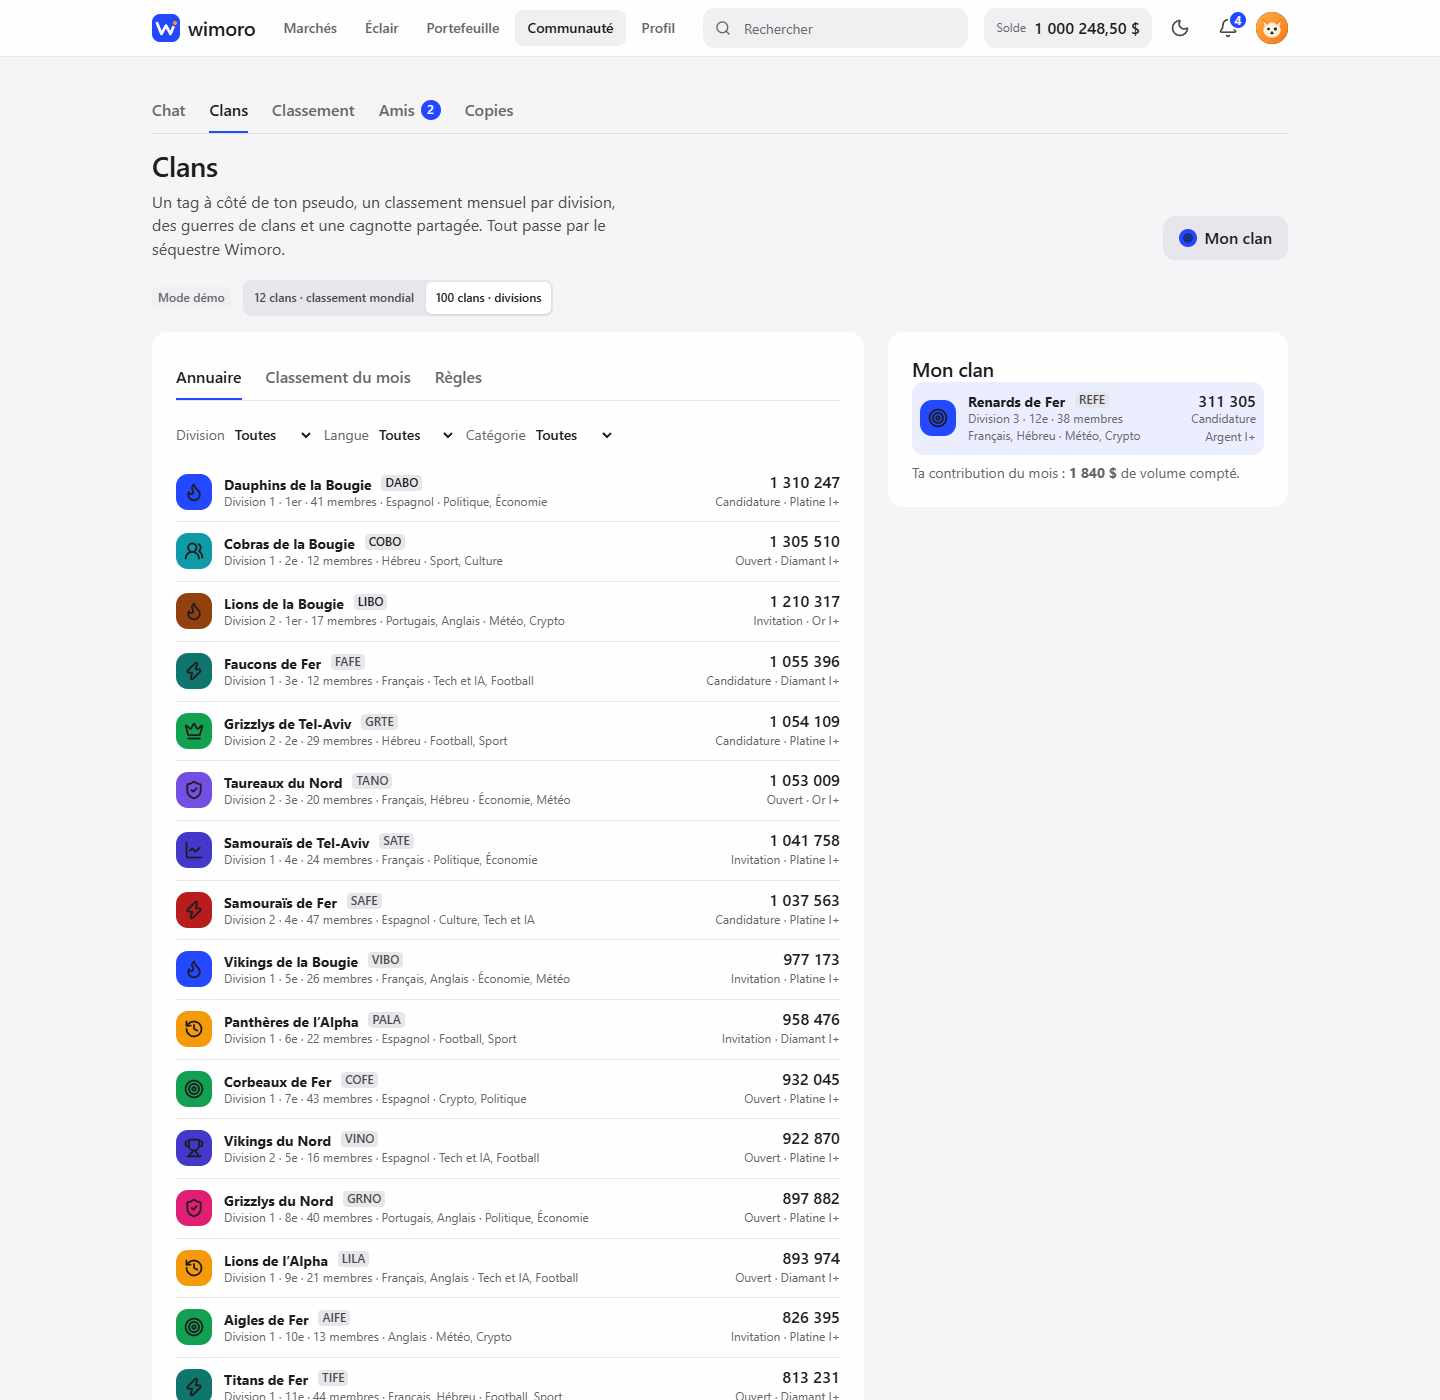 wimoro
Marchés
Éclair
Portefeuille
Communauté
Profil
Rechercher
Solde 1 000 248,50 $
4
Chat
Clans
Classement
Amis 2
Copies
Clans
Un tag à côté de ton pseudo, un classement mensuel par division,
des guerres de clans et une cagnotte partagée. Tout passe par le
séquestre Wimoro.
Mon clan
Mode démo
12 clans · classement mondial
100 clans · divisions
Annuaire
Classement du mois
Règles
Division Toutes
Langue Toutes
Catégorie Toutes
Dauphins de la Bougie DABO
Division 1 · 1er · 41 membres · Espagnol · Politique, Économie
1 310 247
Candidature · Platine I+
Cobras de la Bougie COBO
Division 1 · 2e · 12 membres · Hébreu · Sport, Culture
1 305 510
Ouvert · Diamant I+
Lions de la Bougie LIBO
Division 2 · 1er · 17 membres · Portugais, Anglais · Météo, Crypto
1 210 317
Invitation · Or I+
Faucons de Fer FAFE
Division 1 · 3e · 12 membres · Français · Tech et IA, Football
1 055 396
Candidature · Diamant I+
Grizzlys de Tel-Aviv GRTE
Division 2 · 2e · 29 membres · Hébreu · Football, Sport
1 054 109
Candidature · Platine I+
Taureaux du Nord TANO
Division 2 · 3e · 20 membres · Français, Hébreu · Économie, Météo
1 053 009
Ouvert · Or I+
Samouraïs de Tel-Aviv SATE
Division 1 · 4e · 24 membres · Français · Politique, Économie
1 041 758
Invitation · Platine I+
Samouraïs de Fer SAFE
Division 2 · 4e · 47 membres · Espagnol · Culture, Tech et IA
1 037 563
Candidature · Platine I+
Vikings de la Bougie VIBO
Division 1 · 5e · 26 membres · Français, Anglais · Économie, Météo
977 173
Invitation · Platine I+
Panthères de l'Alpha PALA
Division 1 · 6e · 22 membres · Espagnol · Football, Sport
958 476
Invitation · Diamant I+
Corbeaux de Fer COFE
Division 1 · 7e · 43 membres · Espagnol · Crypto, Politique
932 045
Ouvert · Platine I+
Vikings du Nord VINO
Division 2 · 5e · 16 membres · Espagnol · Tech et IA, Football
922 870
Ouvert · Platine I+
Grizzlys du Nord GRNO
Division 1 · 8e · 40 membres · Portugais, Anglais · Politique, Économie
897 882
Ouvert · Platine I+
Lions de l'Alpha LILA
Division 1 · 9e · 21 membres · Français, Anglais · Tech et IA, Football
893 974
Ouvert · Diamant I+
Aigles de Fer AIFE
Division 1 · 10e · 13 membres · Anglais · Météo, Crypto
826 395
Invitation · Platine I+
Titans de Fer TIFE
Division 1 · 11e · 44 membres · Français, Hébreu · Football, Sport
813 231
Ouvert · Diamant I+
Mon clan
Renards de Fer REFE
Division 3 · 12e · 38 membres
Français, Hébreu · Météo, Crypto
311 305
Candidature
Argent I+
Ta contribution du mois : 1 840 $ de volume compté.